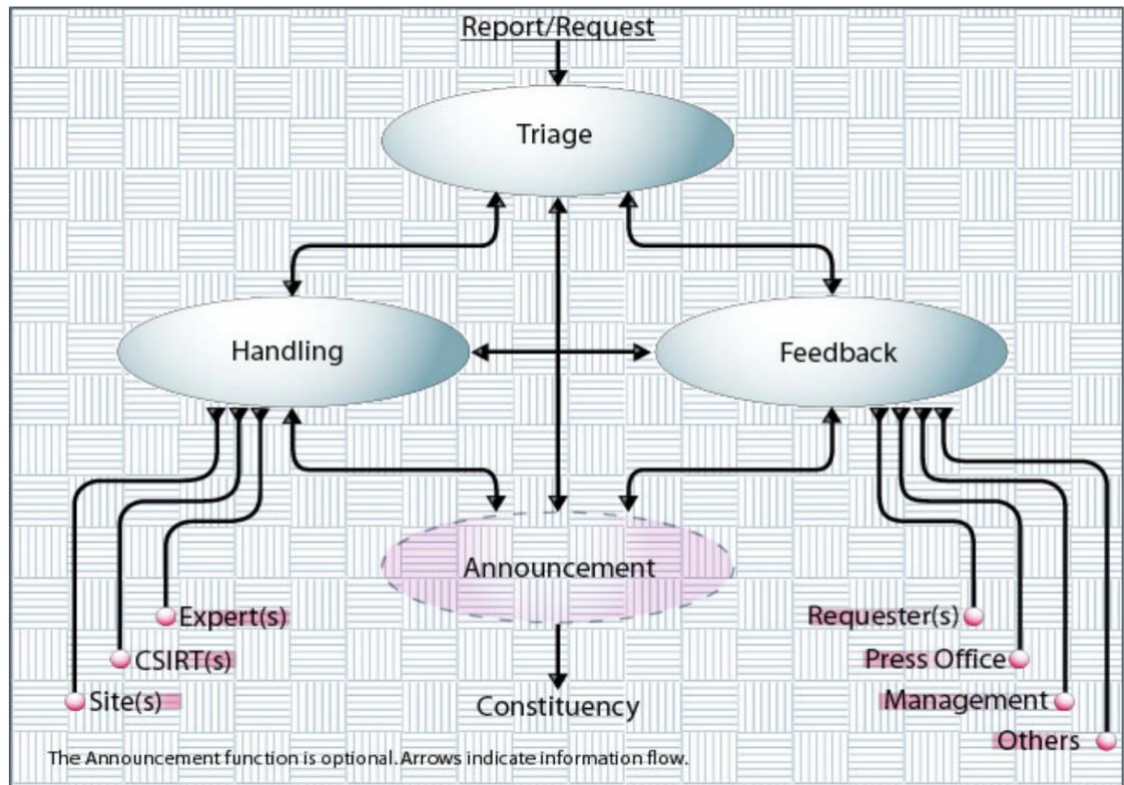 Report/Request
Triage
Handling
Feedback
Announcement
Expert(s)
Requester(s)
CSIRT(s)
Press Office
Site(s)
Management
Constituency
Others
The Announcement function is optional. Arrows indicate information flow.